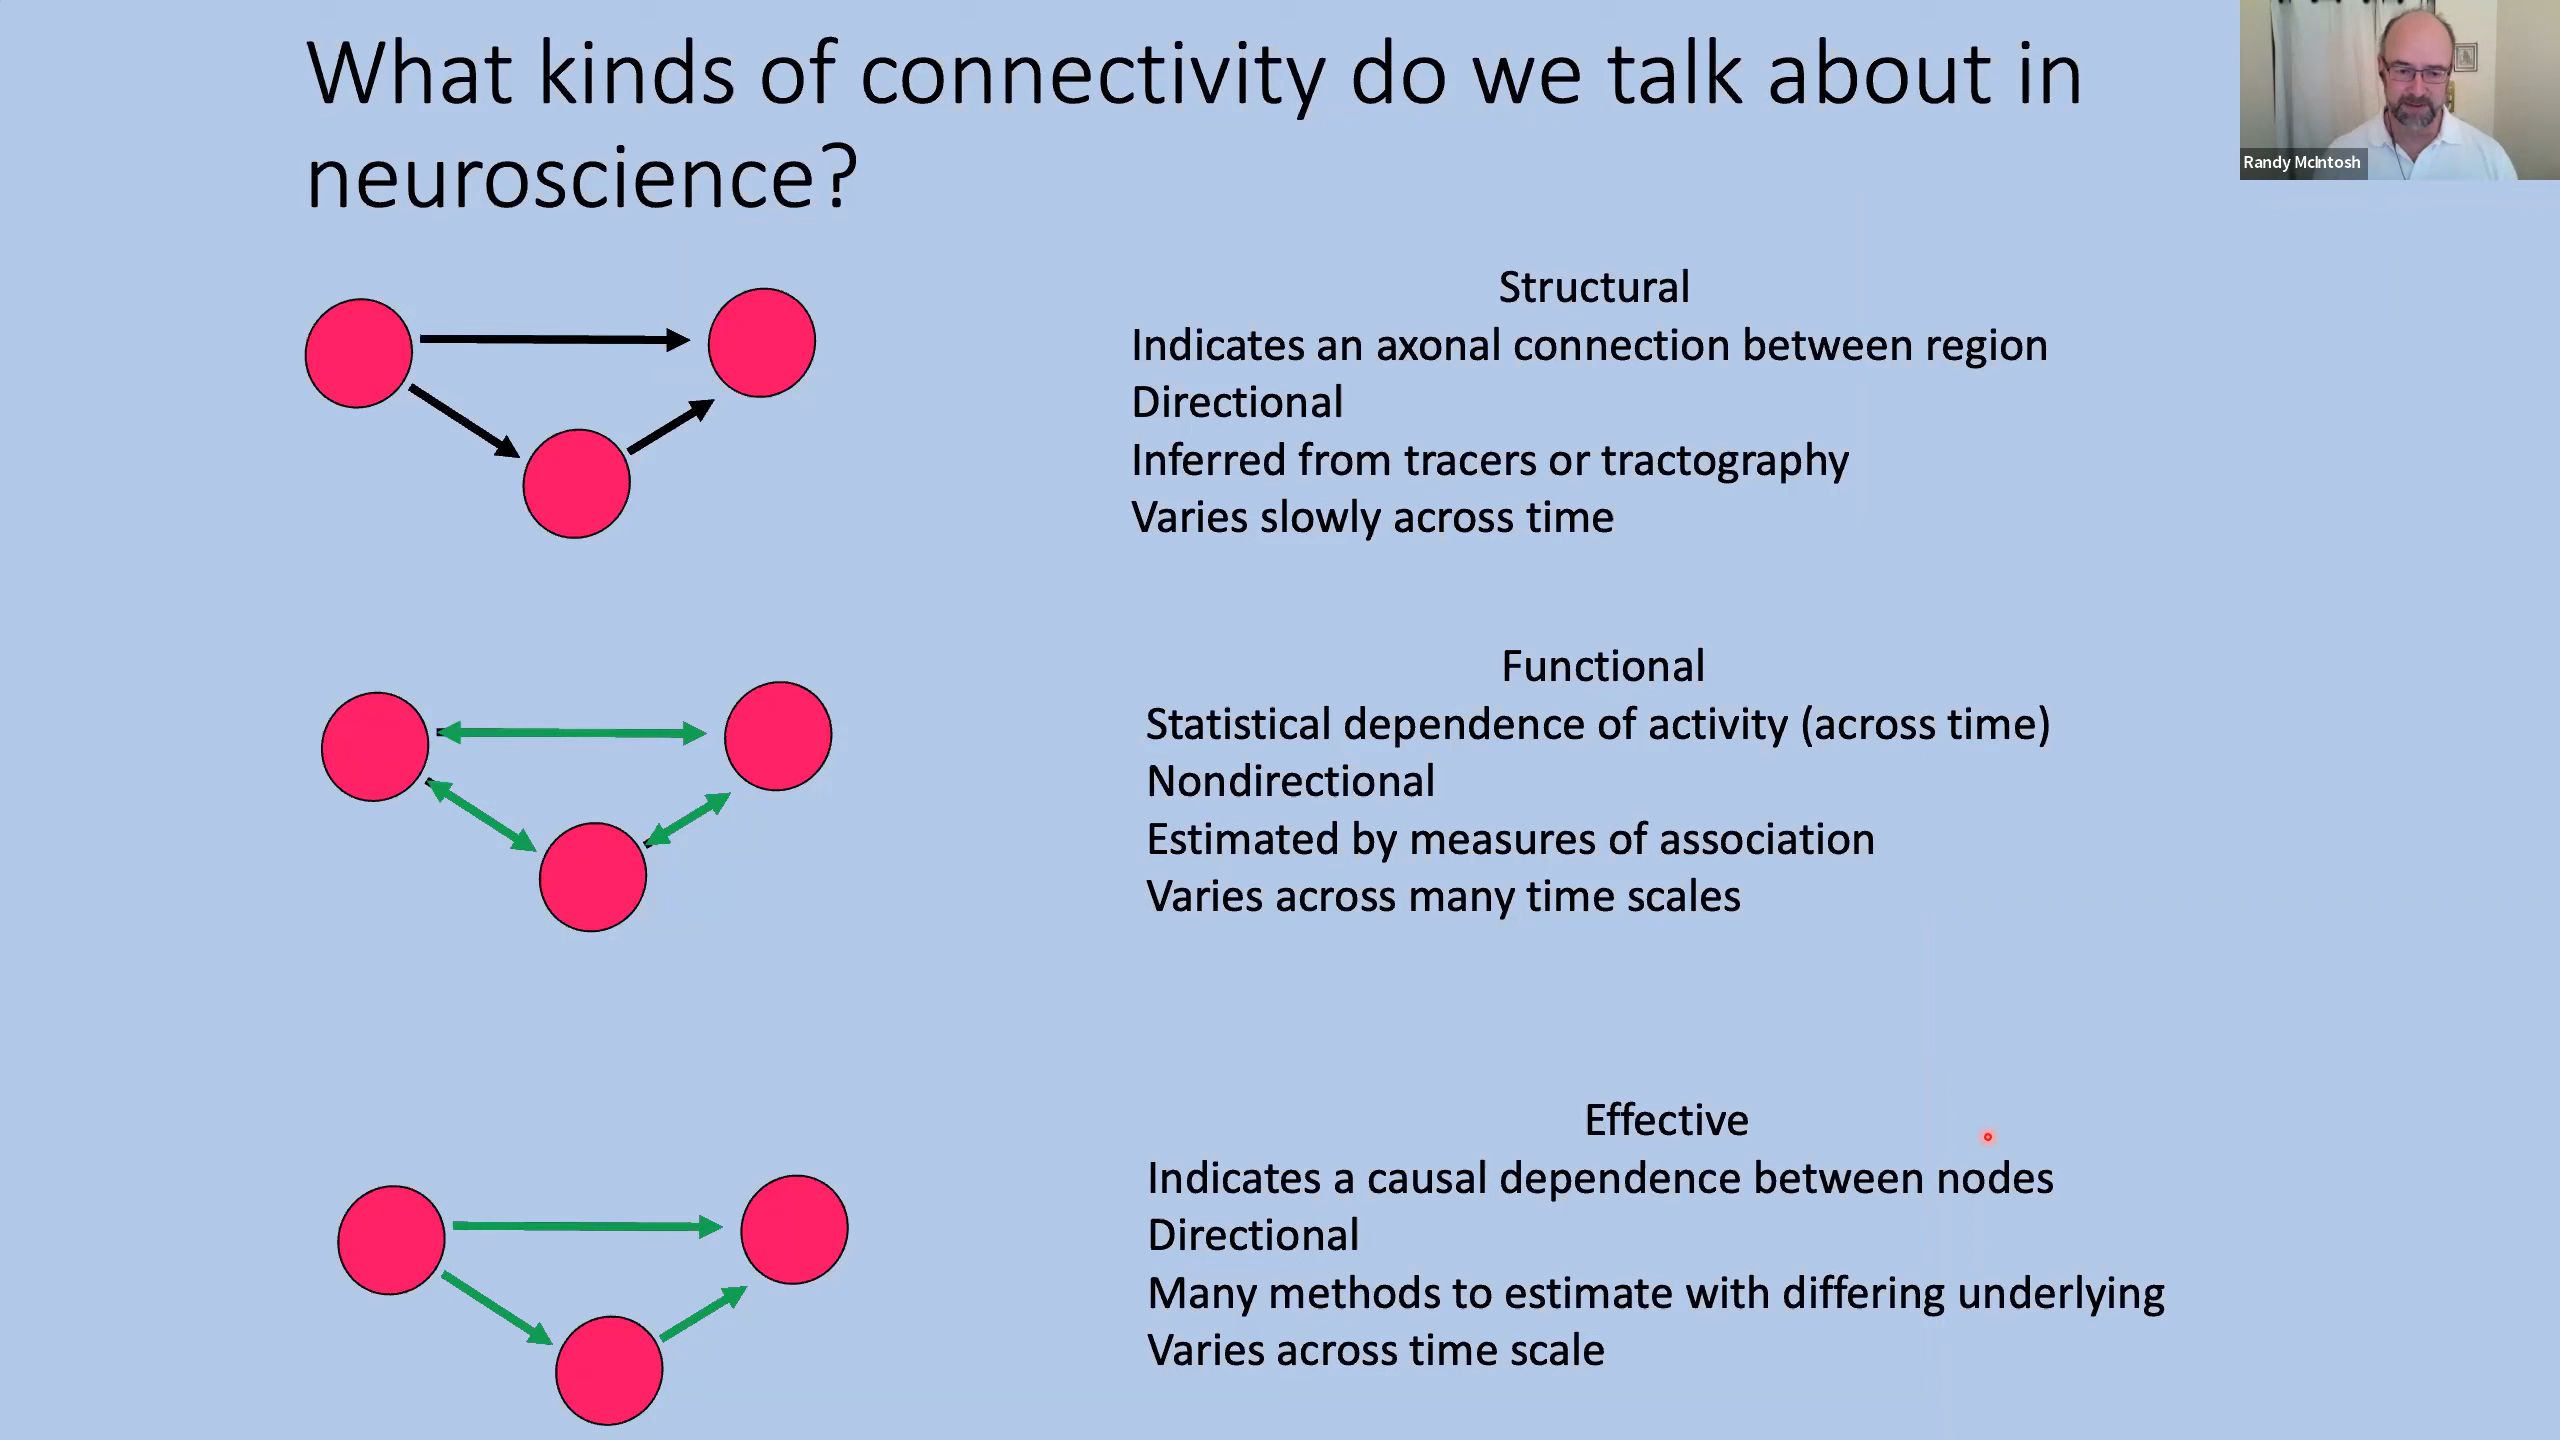 What kinds of connectivity do we talk about in
neuroscience?
Randy McIntosh
Structural
Indicates an axonal connection between region
Directional
Inferred from tracers or tractography
Varies slowly across time
Functional
Statistical dependence of activity (across time)
Nondirectional
Estimated by measures of association
Varies across many time scales
Effective
Indicates a causal dependence between nodes
Directional
Many methods to estimate with differing underlying
Varies across time scale